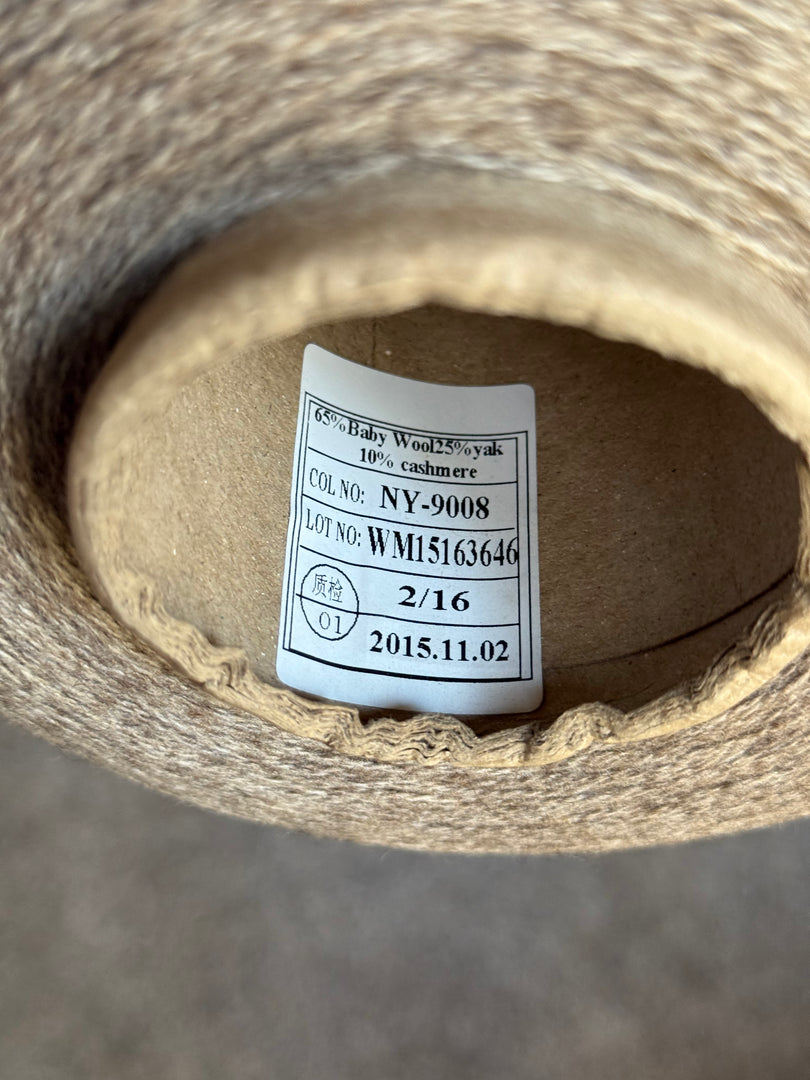 65%Baby Wool25%yak
10% cashmere
COL NO: NY-9008
LOT NO: WM15163646
质检
01
2/16
2015.11.02